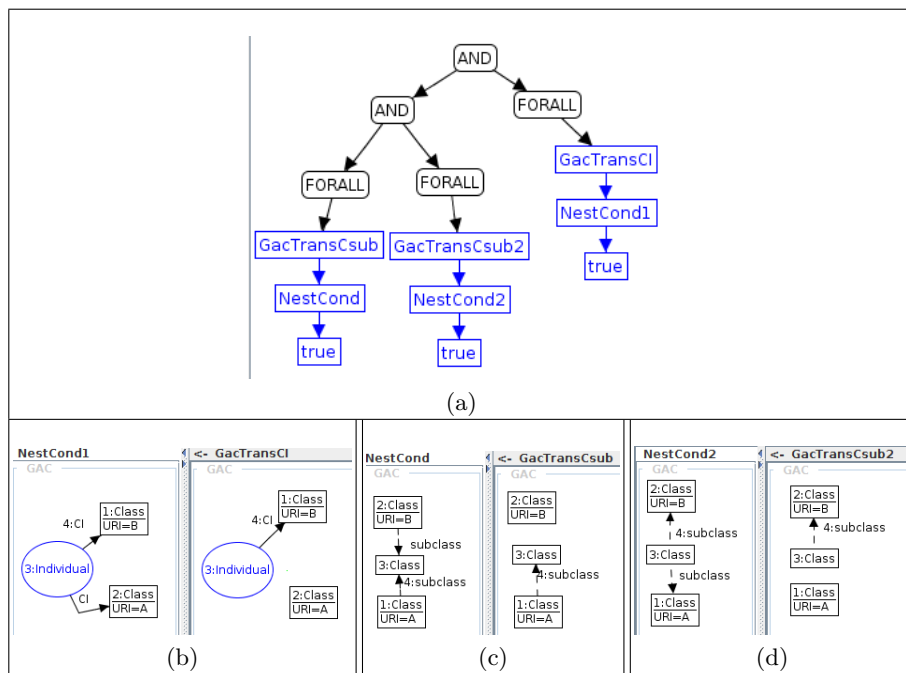 AND
AND
FORALL
FORALL
FORALL
GacTransCI
NestCond1
true
GacTransCsub
GacTransCsub2
NestCond
NestCond2
true
true
(a)
NestCond1
<- GacTransCI
GAC
1:Class
URI=B
4:CI
3:Individual
CI
2:Class
URI=A
1:Class
URI=B
4:CI
3:Individual
2:Class
URI=A
(b)
NestCond
<- GacTransCsub
GAC
2:Class
URI=B
subclass
3:Class
4:subclass
1:Class
URI=A
2:Class
URI=B
3:Class
4:subclass
1:Class
URI=A
(c)
NestCond2
<- GacTransCsub2
GAC
2:Class
URI=B
4:subclass
3:Class
subclass
1:Class
URI=A
2:Class
URI=B
4:subclass
3:Class
1:Class
URI=A
(d)